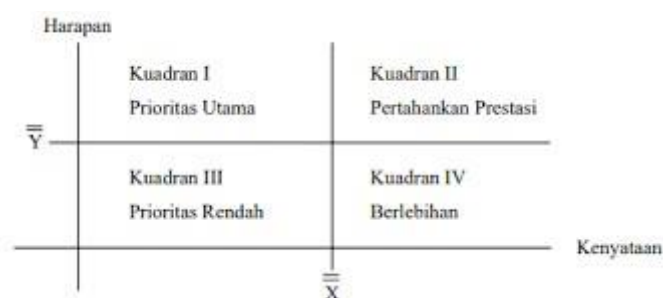 Harapan
Kuadran I
Prioritas Utama
Kuadran II
Pertahankan Prestasi
Y
Kuadran III
Prioritas Rendah
Kuadran IV
Berlebihan
Kenyataan
X